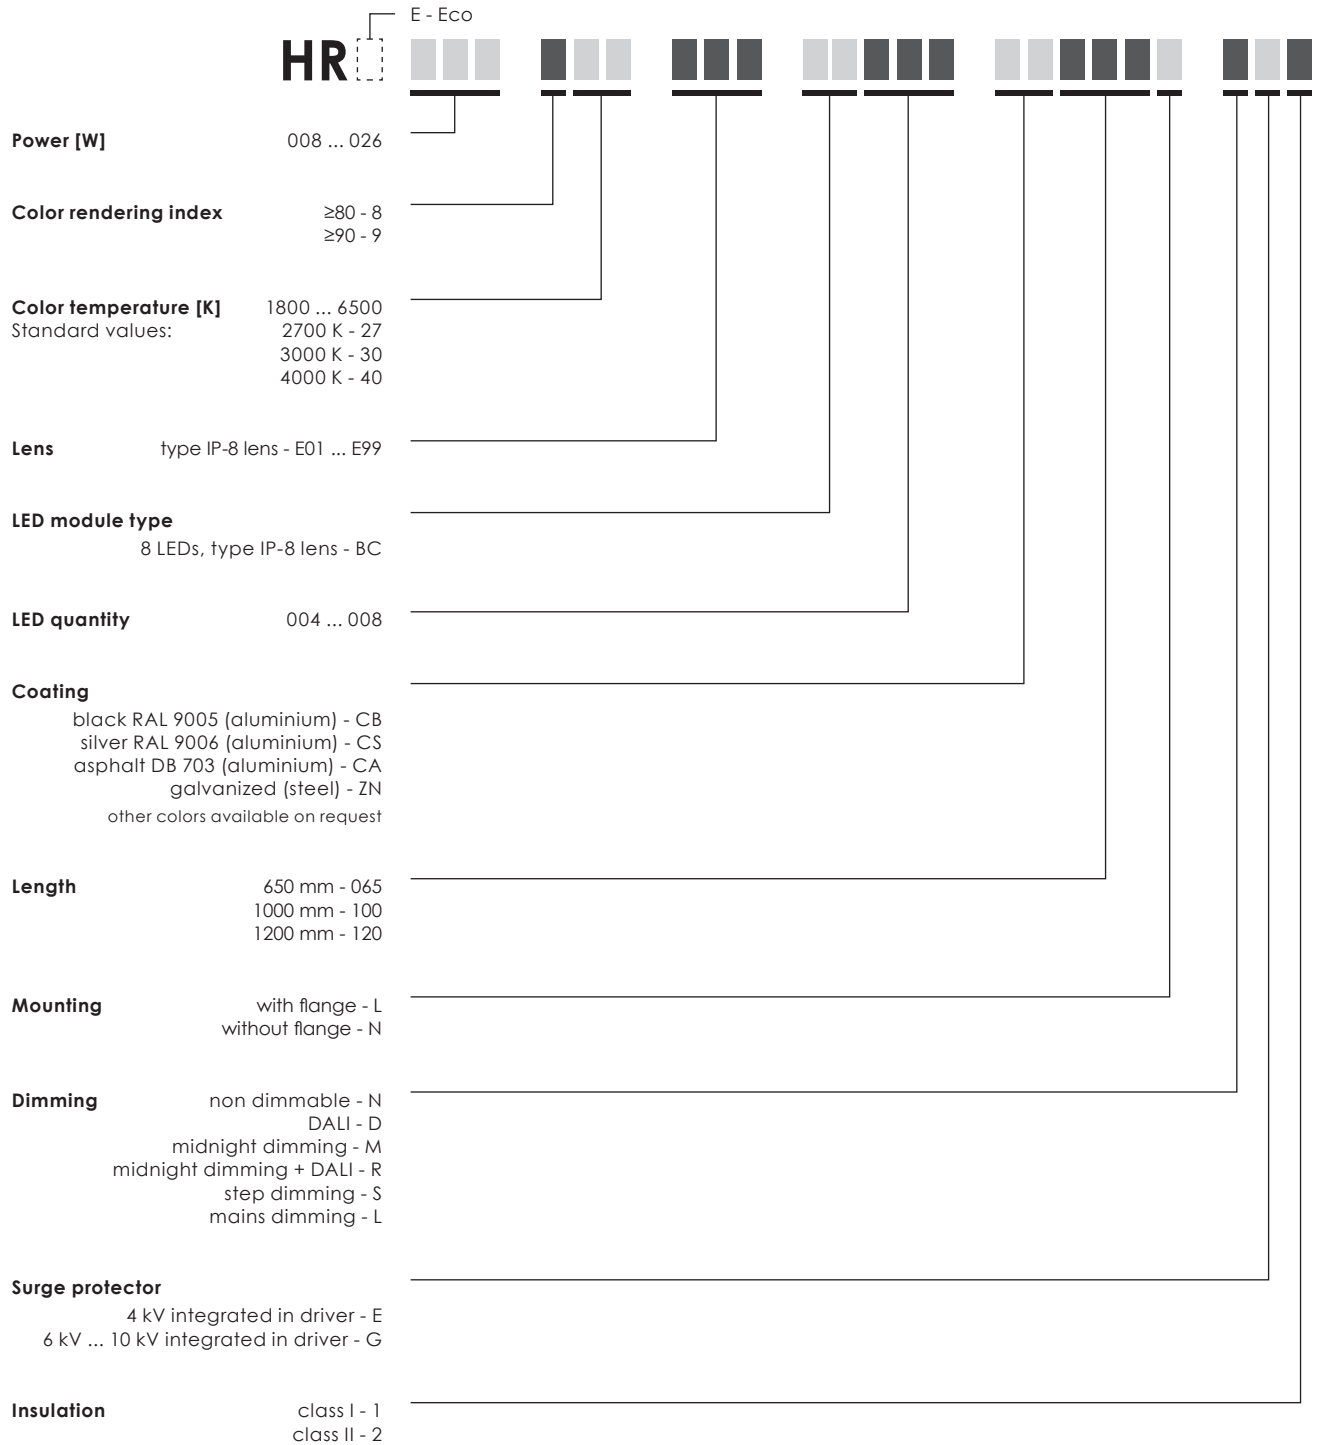 E - Eco
HR
Power [W] 008 ... 026
Color rendering index ≥80 - 8
≥90 - 9
Color temperature [K] 1800 ... 6500
Standard values: 2700 K - 27
3000 K - 30
4000 K - 40
Lens type IP-8 lens - E01 ... E99
LED module type
8 LEDs, type IP-8 lens - BC
LED quantity 004 ... 008
Coating
black RAL 9005 (aluminium) - CB
silver RAL 9006 (aluminium) - CS
asphalt DB 703 (aluminium) - CA
galvanized (steel) - ZN
other colors available on request
Length 650 mm - 065
1000 mm - 100
1200 mm - 120
Mounting with flange - L
without flange - N
Dimming non dimmable - N
DALI - D
midnight dimming - M
midnight dimming + DALI - R
step dimming - S
mains dimming - L
Surge protector
4 kV integrated in driver - E
6 kV ... 10 kV integrated in driver - G
Insulation class I - 1
class II - 2